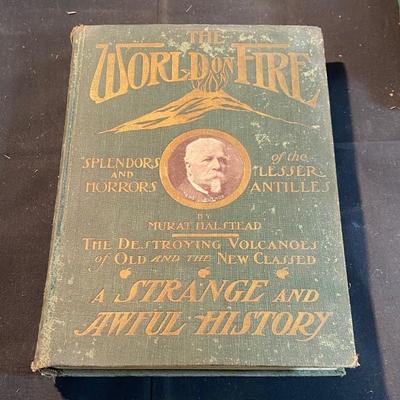 THE
WORLD ON FIRE
SPLENDORS of the
AND LESSER
HORRORS ANTILLES
BY
MURAT HALSTEAD
THE DESTROYING VOLCANOES
of OLD AND THE NEW CLASSED
A STRANGE AND
AWFUL HISTORY